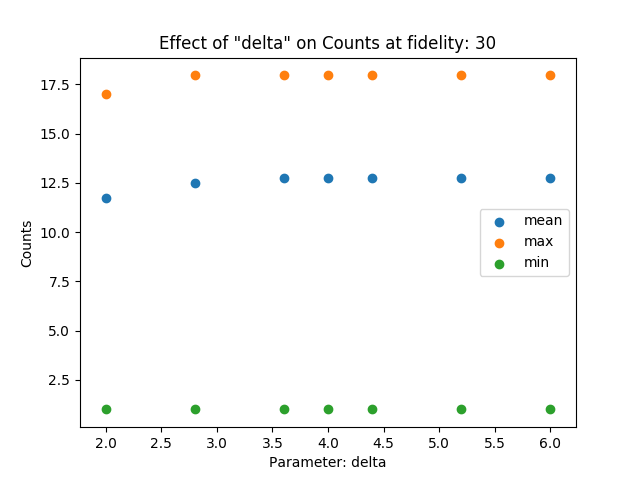 Effect of "delta" on Counts at fidelity: 30
17.5
15.0
12.5
10.0
7.5
5.0
2.5
Counts
mean
max
min
2.0 2.5 3.0 3.5 4.0 4.5 5.0 5.5 6.0
Parameter: delta